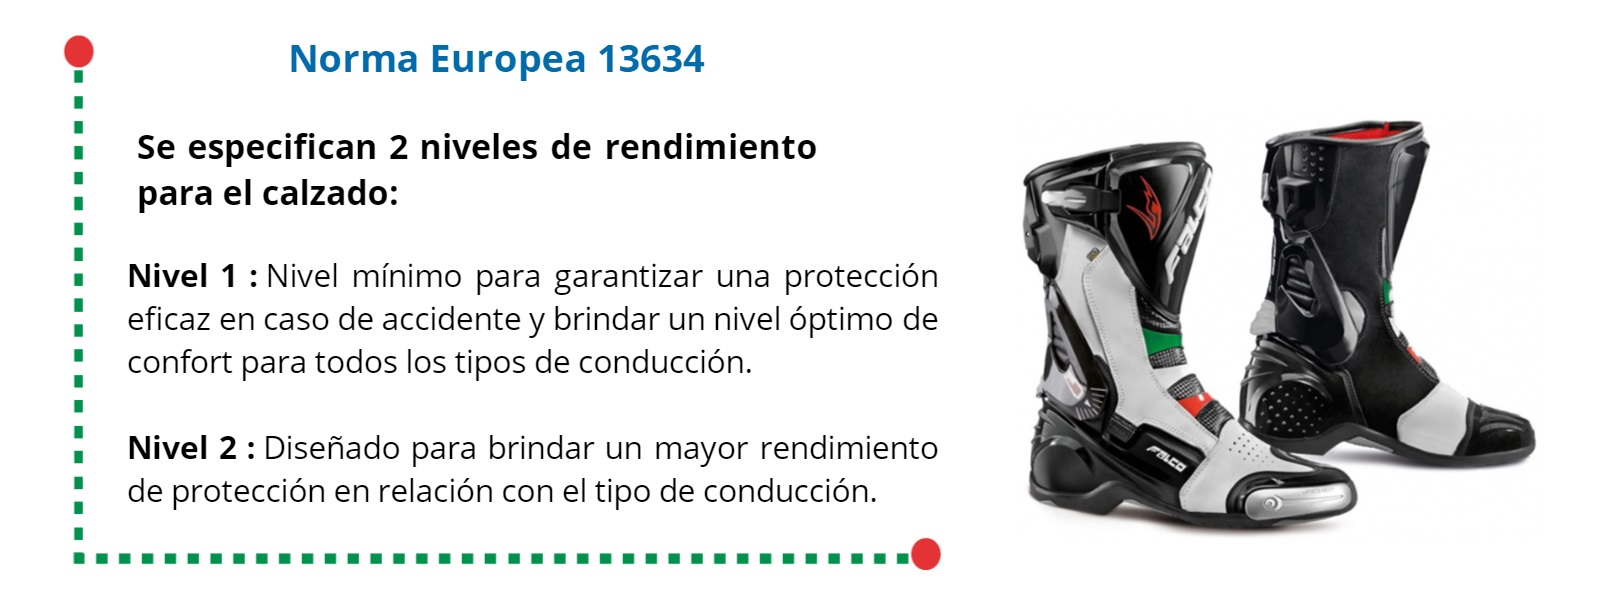 Norma Europea 13634
Se especifican 2 niveles de rendimiento
para el calzado:
Nivel 1 : Nivel mínimo para garantizar una protección
eficaz en caso de accidente y brindar un nivel óptimo de
confort para todos los tipos de conducción.
Nivel 2 : Diseñado para brindar un mayor rendimiento
de protección en relación con el tipo de conducción.
FALCO
FALCO